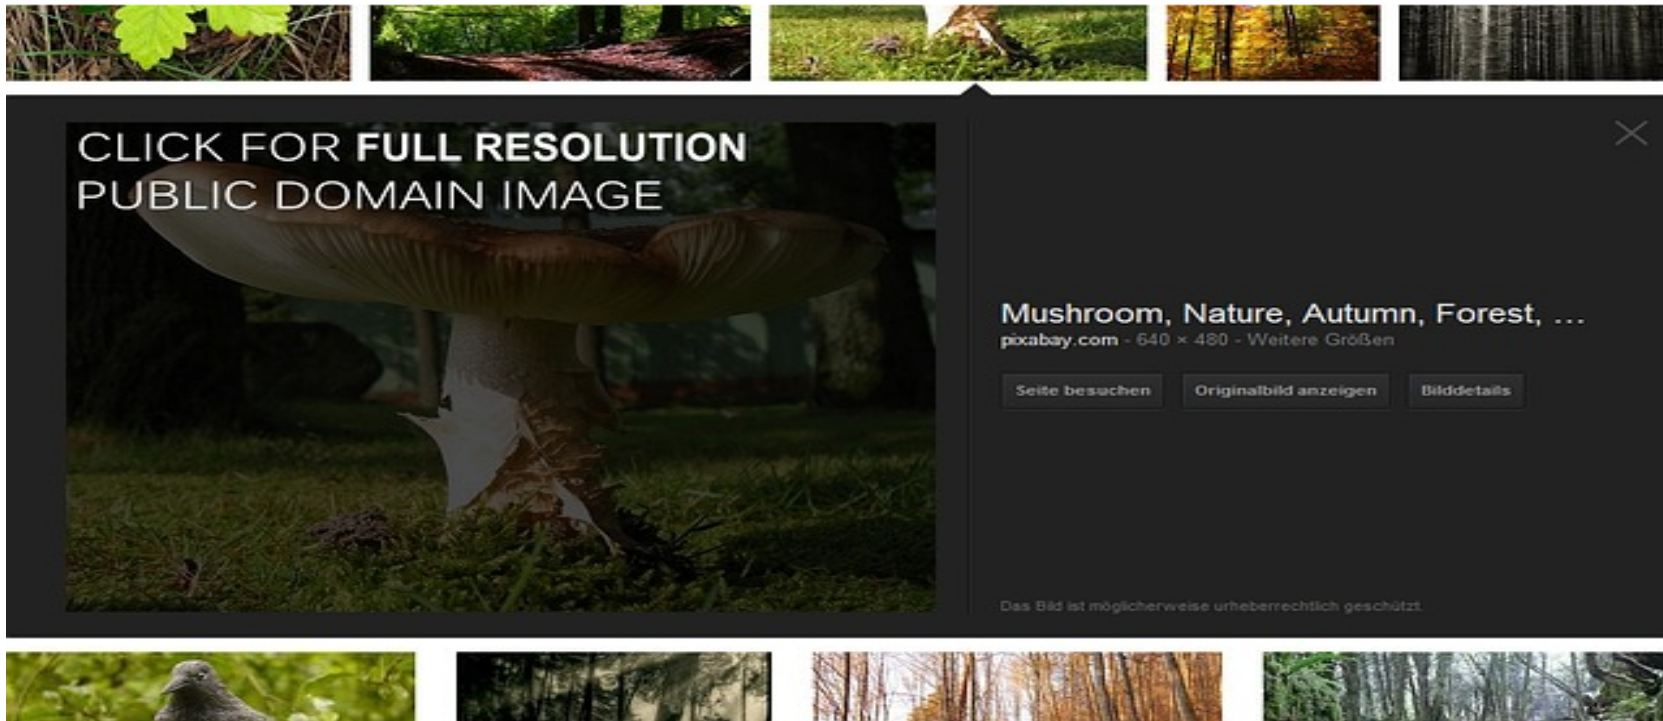 CLICK FOR FULL RESOLUTION
PUBLIC DOMAIN IMAGE
Mushroom, Nature, Autumn, Forest, ...
pixabay.com - 640 × 480 - Weitere Größen
Seite besuchen Originalbild anzeigen Bilddetails
Das Bild ist möglicherweise urheberrechtlich geschützt.